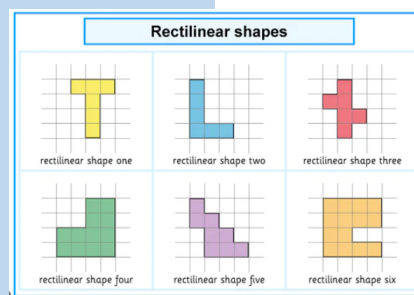 Rectilinear shapes
rectilinear shape one
rectilinear shape two
rectilinear shape three
rectilinear shape four
rectilinear shape five
rectilinear shape six